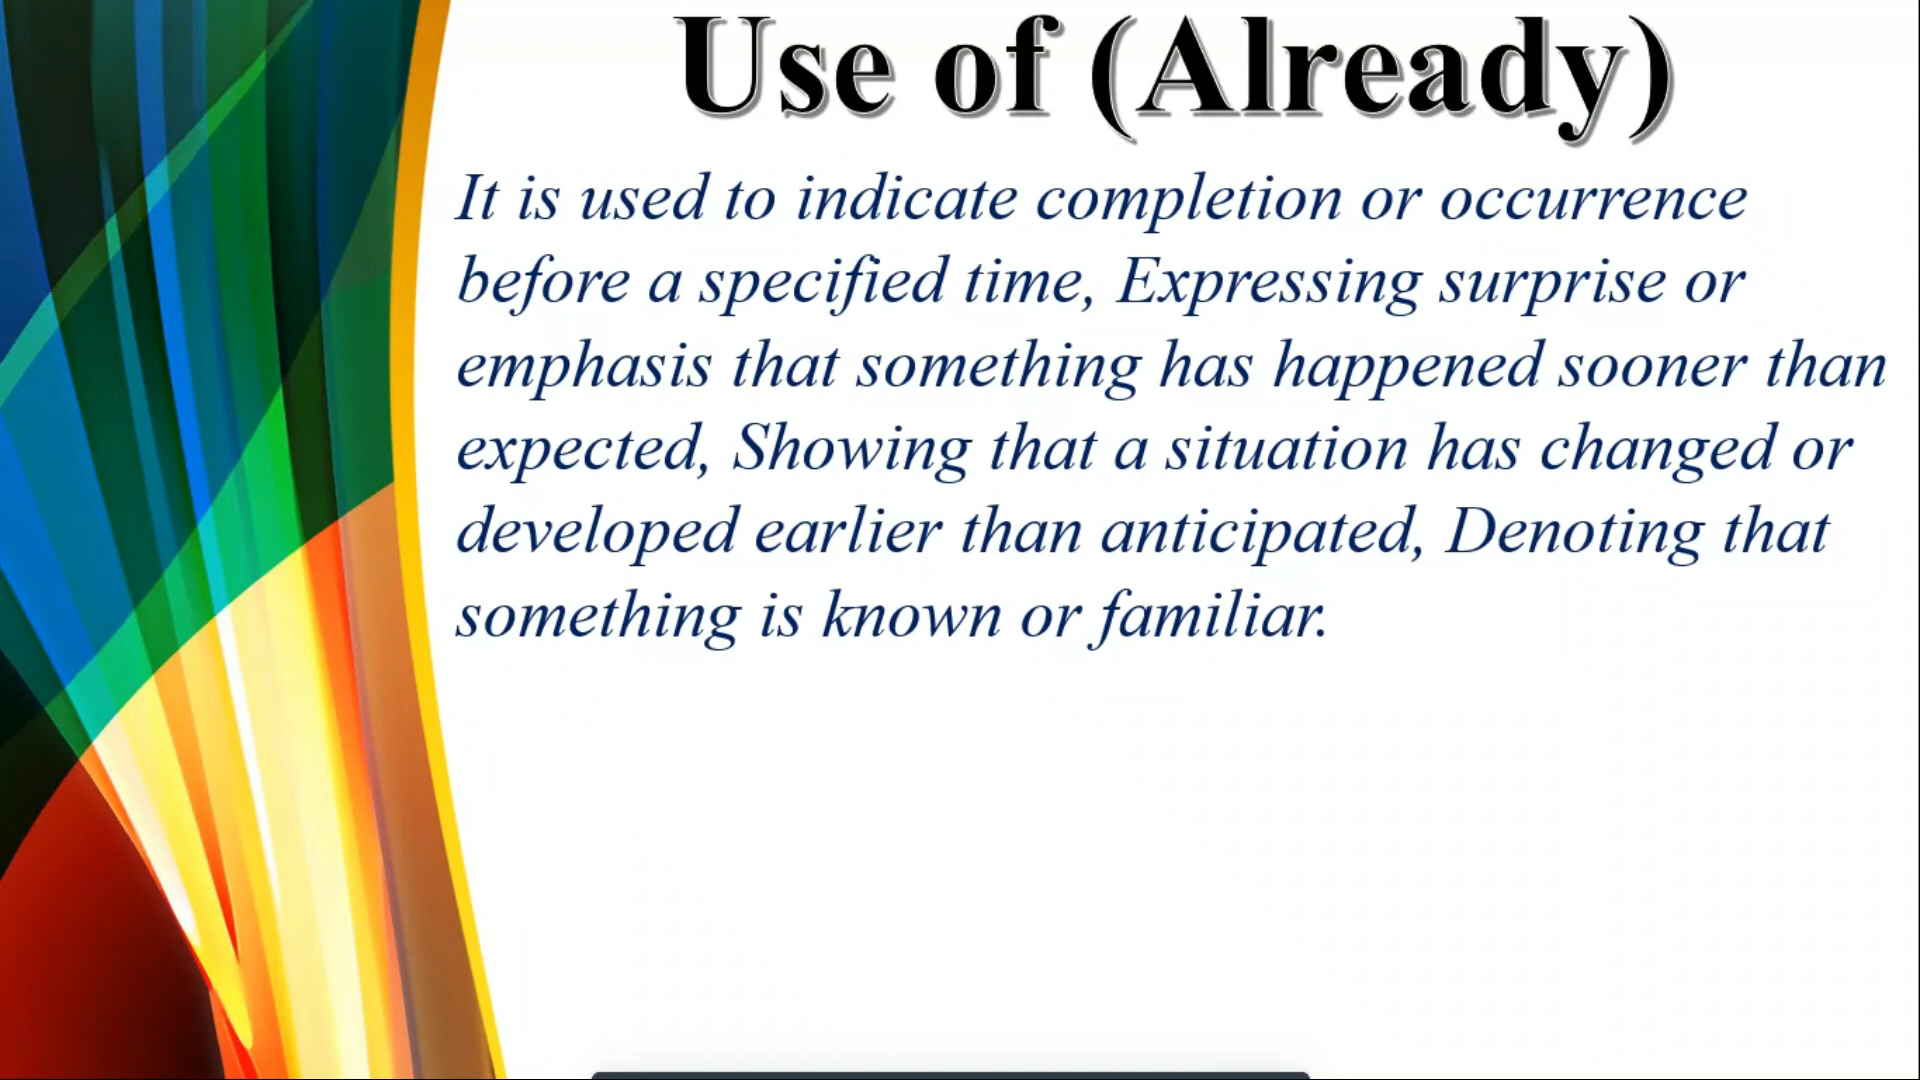 Use of (Already)
It is used to indicate completion or occurrence
before a specified time, Expressing surprise or
emphasis that something has happened sooner than
expected, Showing that a situation has changed or
developed earlier than anticipated, Denoting that
something is known or familiar.